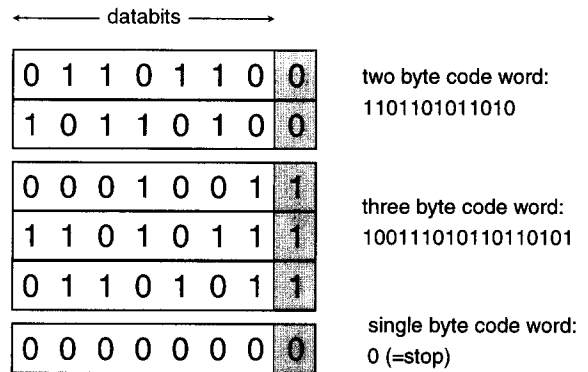 databits
0 1 1 0 1 1 0 0
1 0 1 1 0 1 0 0
two byte code word:
1101101011010
0 0 0 1 0 0 1 1
1 1 0 1 0 1 1 1
0 1 1 0 1 0 1 1
three byte code word:
100111010110110101
0 0 0 0 0 0 0 0
single byte code word:
0 (=stop)